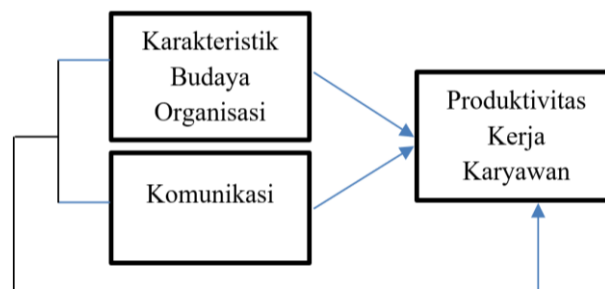 Karakteristik
Budaya
Organisasi
Komunikasi
Produktivitas
Kerja
Karyawan